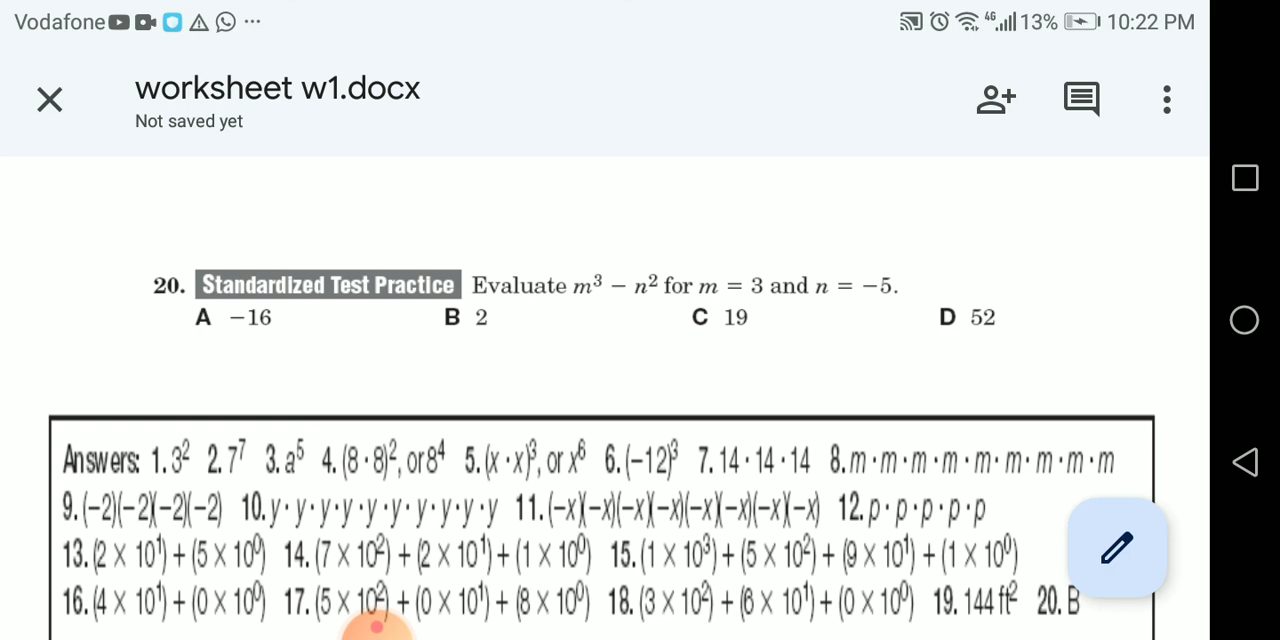 Vodafone ... 4G 13% 10:22 PM
worksheet w1.docx
Not saved yet
20. Standardized Test Practice Evaluate m³ − n² for m = 3 and n = −5.
A −16 B 2 C 19 D 52
Answers: 1. 3² 2. 7⁷ 3. a⁵ 4. (8 · 8)², or 8⁴ 5. (x · x)³, or x⁶ 6. (−12)³ 7. 14 · 14 · 14 8. m · m · m · m · m · m · m · m · m
9. (−2)(−2)(−2)(−2) 10. y · y · y · y · y · y · y · y · y · y 11. (−x)(−x)(−x)(−x)(−x)(−x)(−x)(−x) 12. p · p · p · p · p
13. (2 × 10¹) + (5 × 10⁰) 14. (7 × 10²) + (2 × 10¹) + (1 × 10⁰) 15. (1 × 10³) + (5 × 10²) + (9 × 10¹) + (1 × 10⁰)
16. (4 × 10¹) + (0 × 10⁰) 17. (5 × 10²) + (0 × 10¹) + (8 × 10⁰) 18. (3 × 10²) + (6 × 10¹) + (0 × 10⁰) 19. 144 ft² 20. B